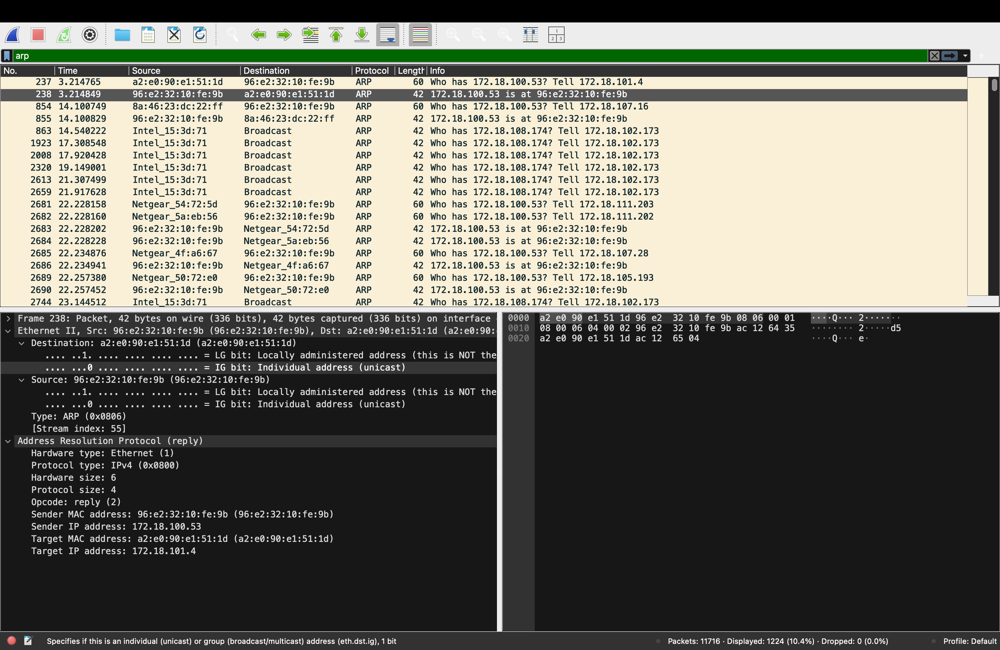 arp
No. Time Source Destination Protocol Length Info
237 3.214765 a2:e0:90:e1:51:1d 96:e2:32:10:fe:9b ARP 60 Who has 172.18.100.53? Tell 172.18.101.4
238 3.214849 96:e2:32:10:fe:9b a2:e0:90:e1:51:1d ARP 42 172.18.100.53 is at 96:e2:32:10:fe:9b
854 14.100749 8a:46:23:dc:22:ff 96:e2:32:10:fe:9b ARP 60 Who has 172.18.100.53? Tell 172.18.107.16
855 14.100829 96:e2:32:10:fe:9b 8a:46:23:dc:22:ff ARP 42 172.18.100.53 is at 96:e2:32:10:fe:9b
863 14.540222 Intel_15:3d:71 Broadcast ARP 42 Who has 172.18.108.174? Tell 172.18.102.173
1923 17.308548 Intel_15:3d:71 Broadcast ARP 42 Who has 172.18.108.174? Tell 172.18.102.173
2008 17.920428 Intel_15:3d:71 Broadcast ARP 42 Who has 172.18.108.174? Tell 172.18.102.173
2320 19.149001 Intel_15:3d:71 Broadcast ARP 42 Who has 172.18.108.174? Tell 172.18.102.173
2613 21.307499 Intel_15:3d:71 Broadcast ARP 42 Who has 172.18.108.174? Tell 172.18.102.173
2659 21.917628 Intel_15:3d:71 Broadcast ARP 42 Who has 172.18.108.174? Tell 172.18.102.173
2681 22.228158 Netgear_54:72:5d 96:e2:32:10:fe:9b ARP 60 Who has 172.18.100.53? Tell 172.18.111.203
2682 22.228160 Netgear_5a:eb:56 96:e2:32:10:fe:9b ARP 60 Who has 172.18.100.53? Tell 172.18.111.202
2683 22.228202 96:e2:32:10:fe:9b Netgear_54:72:5d ARP 42 172.18.100.53 is at 96:e2:32:10:fe:9b
2684 22.228228 96:e2:32:10:fe:9b Netgear_5a:eb:56 ARP 42 172.18.100.53 is at 96:e2:32:10:fe:9b
2685 22.234876 Netgear_4f:a6:67 96:e2:32:10:fe:9b ARP 60 Who has 172.18.100.53? Tell 172.18.107.28
2686 22.234941 96:e2:32:10:fe:9b Netgear_4f:a6:67 ARP 42 172.18.100.53 is at 96:e2:32:10:fe:9b
2689 22.257380 Netgear_50:72:e0 96:e2:32:10:fe:9b ARP 60 Who has 172.18.100.53? Tell 172.18.105.193
2690 22.257452 96:e2:32:10:fe:9b Netgear_50:72:e0 ARP 42 172.18.100.53 is at 96:e2:32:10:fe:9b
2744 23.144512 Intel_15:3d:71 Broadcast ARP 42 Who has 172.18.108.174? Tell 172.18.102.173
Frame 238: Packet, 42 bytes on wire (336 bits), 42 bytes captured (336 bits) on interface
Ethernet II, Src: 96:e2:32:10:fe:9b (96:e2:32:10:fe:9b), Dst: a2:e0:90:e1:51:1d (a2:e0:90:
Destination: a2:e0:90:e1:51:1d (a2:e0:90:e1:51:1d)
.... ..1. .... .... .... .... = LG bit: Locally administered address (this is NOT the
.... ...0 .... .... .... .... = IG bit: Individual address (unicast)
Source: 96:e2:32:10:fe:9b (96:e2:32:10:fe:9b)
.... ..1. .... .... .... .... = LG bit: Locally administered address (this is NOT the
.... ...0 .... .... .... .... = IG bit: Individual address (unicast)
Type: ARP (0x0806)
[Stream index: 55]
Address Resolution Protocol (reply)
Hardware type: Ethernet (1)
Protocol type: IPv4 (0x0800)
Hardware size: 6
Protocol size: 4
Opcode: reply (2)
Sender MAC address: 96:e2:32:10:fe:9b (96:e2:32:10:fe:9b)
Sender IP address: 172.18.100.53
Target MAC address: a2:e0:90:e1:51:1d (a2:e0:90:e1:51:1d)
Target IP address: 172.18.101.4
0000 a2 e0 90 e1 51 1d 96 e2 32 10 fe 9b 08 06 00 01 ····Q··· 2·······
0010 08 00 06 04 00 02 96 e2 32 10 fe 9b ac 12 64 35 ········ 2·····d5
0020 a2 e0 90 e1 51 1d ac 12 65 04 ····Q··· e·
Specifies if this is an individual (unicast) or group (broadcast/multicast) address (eth.dst.ig), 1 bit
Packets: 11716 · Displayed: 1224 (10.4%) · Dropped: 0 (0.0%)
Profile: Default